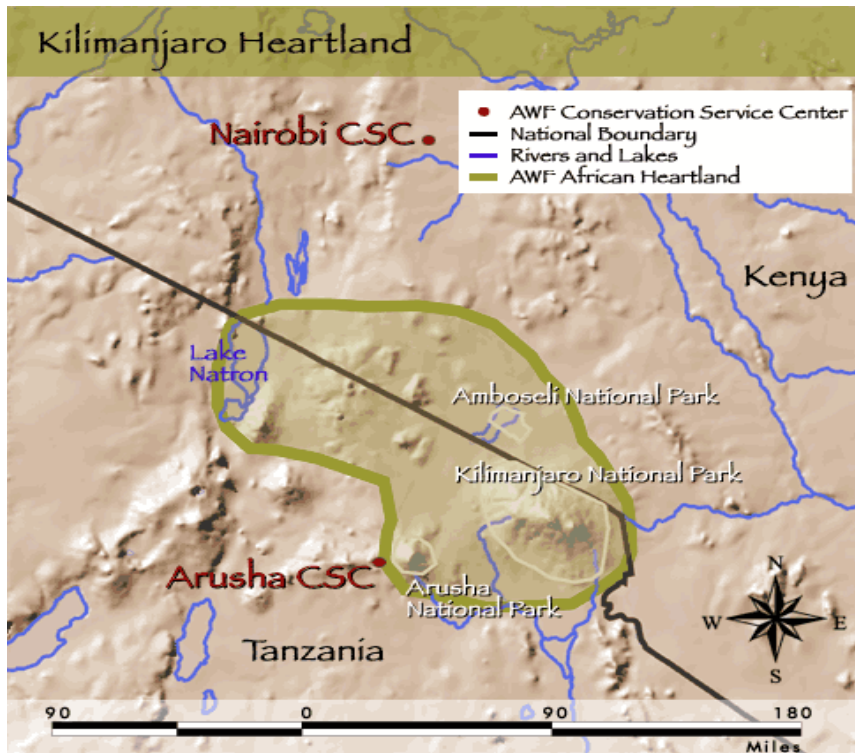 Kilimanjaro Heartland
AWF Conservation Service Center
National Boundary
Rivers and Lakes
AWF African Heartland
Nairobi CSC
Kenya
Lake
Natron
Amboseli National Park
Kilimanjaro National Park
Arusha CSC
Arusha
National Park
Tanzania
N
W E
S
90 0 90 180
Miles